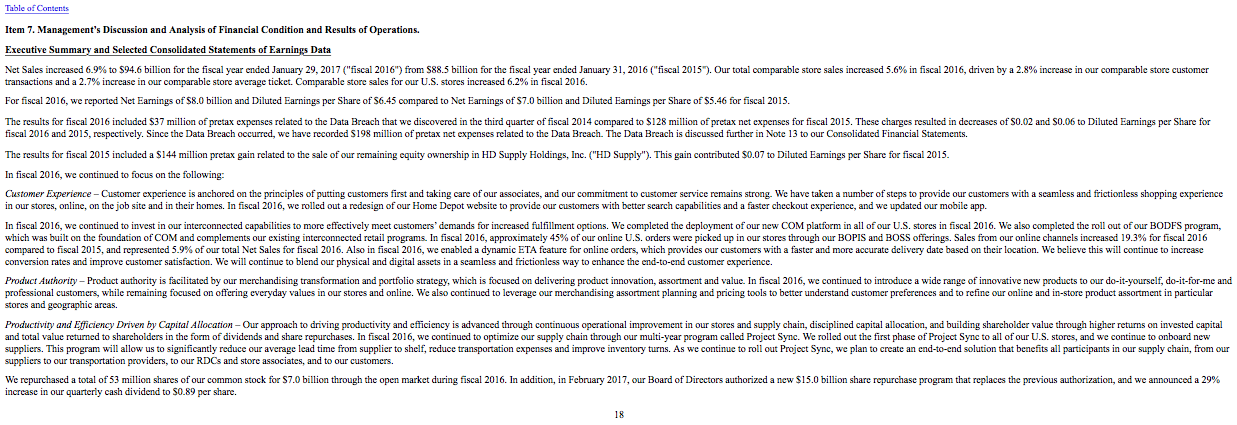 Table of Contents
Item 7. Management's Discussion and Analysis of Financial Condition and Results of Operations.
Executive Summary and Selected Consolidated Statements of Earnings Data
Net Sales increased 6.9% to $94.6 billion for the fiscal year ended January 29, 2017 ("fiscal 2016") from $88.5 billion for the fiscal year ended January 31, 2016 ("fiscal 2015"). Our total comparable store sales increased 5.6% in fiscal 2016, driven by a 2.8% increase in our comparable store customer
transactions and a 2.7% increase in our comparable store average ticket. Comparable store sales for our U.S. stores increased 6.2% in fiscal 2016.
For fiscal 2016, we reported Net Earnings of $8.0 billion and Diluted Earnings per Share of $6.45 compared to Net Earnings of $7.0 billion and Diluted Earnings per Share of $5.46 for fiscal 2015.
The results for fiscal 2016 included $37 million of pretax expenses related to the Data Breach that we discovered in the third quarter of fiscal 2014 compared to $128 million of pretax net expenses for fiscal 2015. These charges resulted in decreases of $0.02 and $0.06 to Diluted Earnings per Share for
fiscal 2016 and 2015, respectively. Since the Data Breach occurred, we have recorded $198 million of pretax net expenses related to the Data Breach. The Data Breach is discussed further in Note 13 to our Consolidated Financial Statements.
The results for fiscal 2015 included a $144 million pretax gain related to the sale of our remaining equity ownership in HD Supply Holdings, Inc. ("HD Supply"). This gain contributed $0.07 to Diluted Earnings per Share for fiscal 2015.
In fiscal 2016, we continued to focus on the following:
Customer Experience – Customer experience is anchored on the principles of putting customers first and taking care of our associates, and our commitment to customer service remains strong. We have taken a number of steps to provide our customers with a seamless and frictionless shopping experience
in our stores, online, on the job site and in their homes. In fiscal 2016, we rolled out a redesign of our Home Depot website to provide our customers with better search capabilities and a faster checkout experience, and we updated our mobile app.
In fiscal 2016, we continued to invest in our interconnected capabilities to more effectively meet customers' demands for increased fulfillment options. We completed the deployment of our new COM platform in all of our U.S. stores in fiscal 2016. We also completed the roll out of our BODFS program,
which was built on the foundation of COM and complements our existing interconnected retail programs. In fiscal 2016, approximately 45% of our online U.S. orders were picked up in our stores through our BOPIS and BOSS offerings. Sales from our online channels increased 19.3% for fiscal 2016
compared to fiscal 2015, and represented 5.9% of our total Net Sales for fiscal 2016. Also in fiscal 2016, we enabled a dynamic ETA feature for online orders, which provides our customers with a faster and more accurate delivery date based on their location. We believe this will continue to increase
conversion rates and improve customer satisfaction. We will continue to blend our physical and digital assets in a seamless and frictionless way to enhance the end-to-end customer experience.
Product Authority – Product authority is facilitated by our merchandising transformation and portfolio strategy, which is focused on delivering product innovation, assortment and value. In fiscal 2016, we continued to introduce a wide range of innovative new products to our do-it-yourself, do-it-for-me and
professional customers, while remaining focused on offering everyday values in our stores and online. We also continued to leverage our merchandising assortment planning and pricing tools to better understand customer preferences and to refine our online and in-store product assortment in particular
stores and geographic areas.
Productivity and Efficiency Driven by Capital Allocation – Our approach to driving productivity and efficiency is advanced through continuous operational improvement in our stores and supply chain, disciplined capital allocation, and building shareholder value through higher returns on invested capital
and total value returned to shareholders in the form of dividends and share repurchases. In fiscal 2016, we continued to optimize our supply chain through our multi-year program called Project Sync. We rolled out the first phase of Project Sync to all of our U.S. stores, and we continue to onboard new
suppliers. This program will allow us to significantly reduce our average lead time from supplier to shelf, reduce transportation expenses and improve inventory turns. As we continue to roll out Project Sync, we plan to create an end-to-end solution that benefits all participants in our supply chain, from our
suppliers to our transportation providers, to our RDCs and store associates, and to our customers.
We repurchased a total of 53 million shares of our common stock for $7.0 billion through the open market during fiscal 2016. In addition, in February 2017, our Board of Directors authorized a new $15.0 billion share repurchase program that replaces the previous authorization, and we announced a 29%
increase in our quarterly cash dividend to $0.89 per share.
18